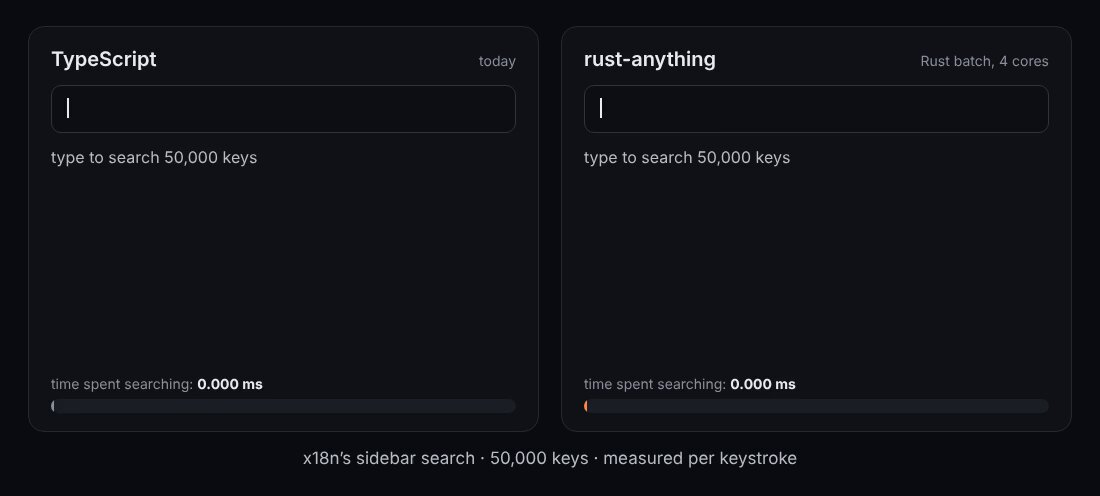 TypeScript
today
type to search 50,000 keys
time spent searching: 0.000 ms
rust-anything
Rust batch, 4 cores
type to search 50,000 keys
time spent searching: 0.000 ms
x18n’s sidebar search · 50,000 keys · measured per keystroke